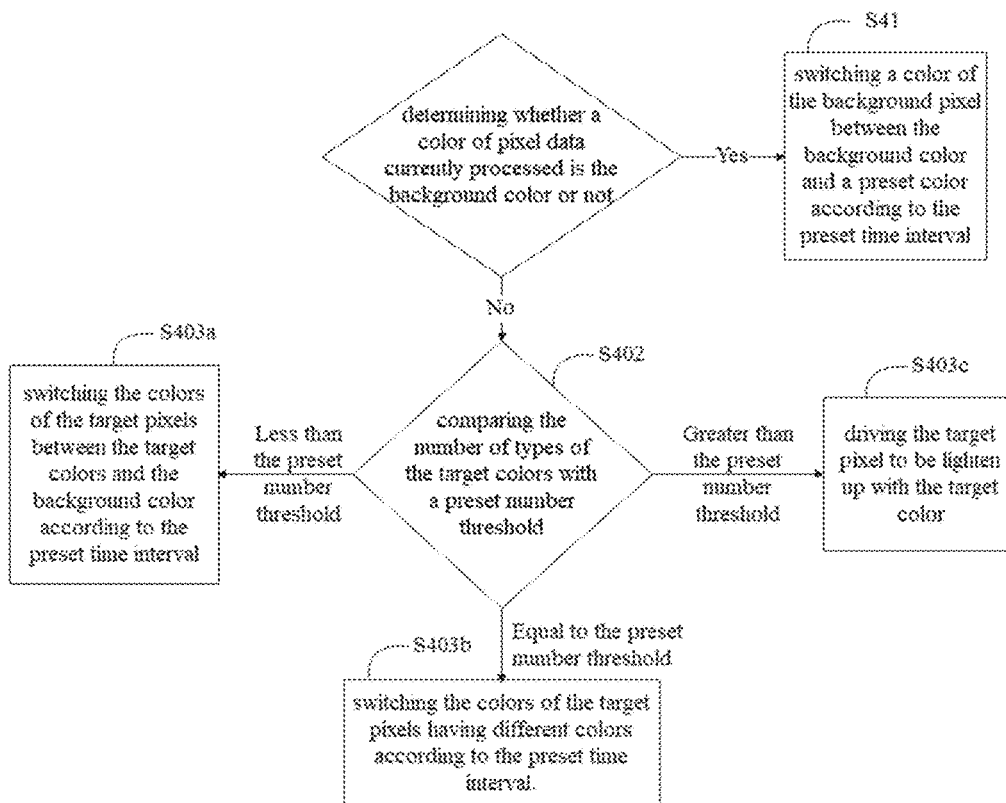 S41
determining whether a
color of pixel data
currently processed is the
background color or not
Yes
switching a color of
the background pixel
between the
background color
and a preset color
according to the
preset time interval
No
S403a
switching the colors
of the target pixels
between the target
colors and the
background color
according to the
preset time interval
Less than
the preset
number
threshold
S402
comparing the
number of types of
the target colors with
a preset number
threshold
Greater than
the preset
number
threshold
S403c
driving the target
pixel to be lighten
up with the target
color
Equal to the preset
number threshold
S403b
switching the colors of the target
pixels having different colors
according to the preset time
interval.